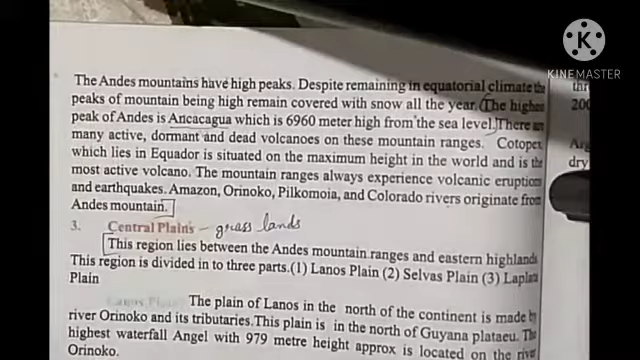 K
KINEMASTER
The Andes mountains have high peaks. Despite remaining in equatorial climate the
peaks of mountain being high remain covered with snow all the year. The highest
peak of Andes is Ancacagua which is 6960 meter high from the sea level. There are
many active, dormant and dead volcanoes on these mountain ranges. Cotopex
which lies in Equador is situated on the maximum height in the world and is the
most active volcano. The mountain ranges always experience volcanic eruptions
and earthquakes. Amazon, Orinoko, Pilkomoia, and Colorado rivers originate from
Andes mountain.
3. Central Plains - grass lands
This region lies between the Andes mountain ranges and eastern highlands
This region is divided in to three parts.(1) Lanos Plain (2) Selvas Plain (3) Laplata
Plain
Lanos Plain The plain of Lanos in the north of the continent is made by
river Orinoko and its tributaries. This plain is in the north of Guyana plataeu. The
highest waterfall Angel with 979 metre height approx is located on the river
Orinoko.
thr
200
Arg
dry